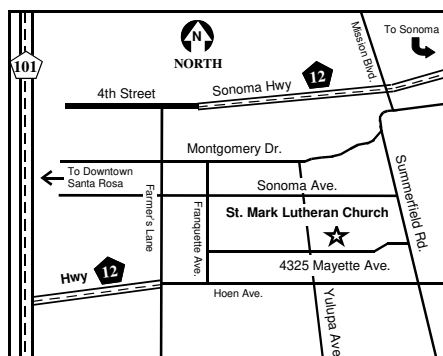 To Sonoma
Mission Blvd.
N
NORTH
101
12
Sonoma Hwy
4th Street
Montgomery Dr.
To Downtown
Santa Rosa
Sonoma Ave.
Farmer's Lane
Franquette Ave.
St. Mark Lutheran Church
Summerfield Rd.
4325 Mayette Ave.
Hwy
12
Hoen Ave.
Yulupa Ave